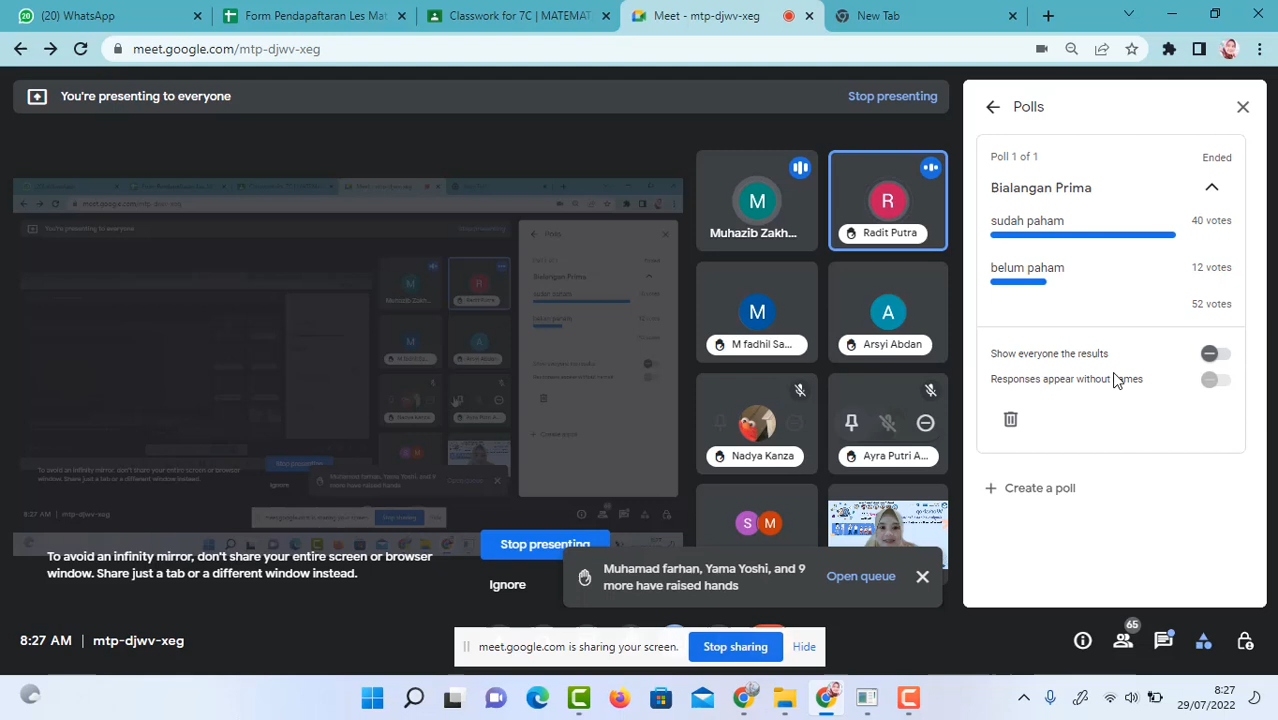 (20) WhatsApp
Form Pendapaftaran Les Mat
Classwork for 7C | MATEMAT
Meet - mtp-djwv-xeg
New Tab
meet.google.com/mtp-djwv-xeg
You're presenting to everyone
Stop presenting
Polls
Poll 1 of 1
Ended
Bialangan Prima
sudah paham
40 votes
belum paham
12 votes
52 votes
Show everyone the results
Responses appear without names
Create a poll
M
Muhazib Zakh...
R
Radit Putra
M
M fadhil Sa...
A
Arsyi Abdan
Nadya Kanza
Ayra Putri A...
S
M
To avoid an infinity mirror, don't share your entire screen or browser
window. Share just a tab or a different window instead.
Stop presenting
Ignore
Muhamad farhan, Yama Yoshi, and 9
more have raised hands
Open queue
8:27 AM
mtp-djwv-xeg
meet.google.com is sharing your screen.
Stop sharing
Hide
65
8:27
29/07/2022